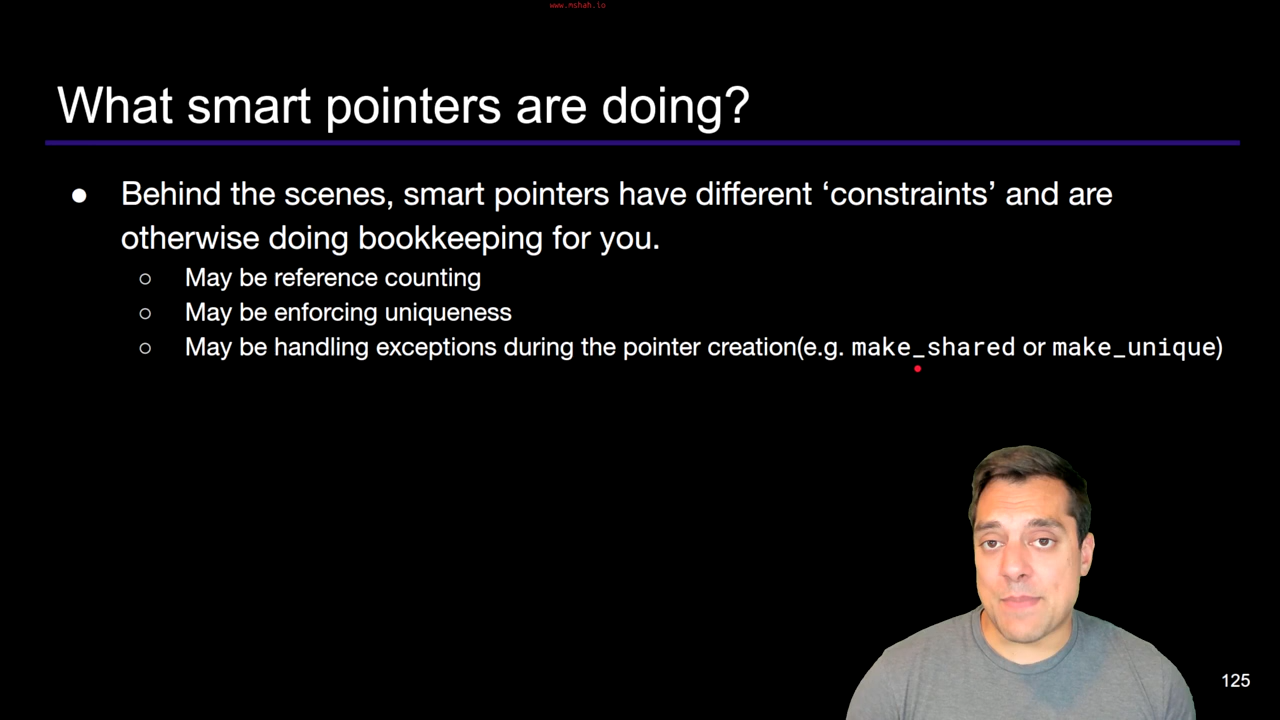 www.mshah.io
What smart pointers are doing?
● Behind the scenes, smart pointers have different ‘constraints’ and are
otherwise doing bookkeeping for you.
○ May be reference counting
○ May be enforcing uniqueness
○ May be handling exceptions during the pointer creation(e.g. make_shared or make_unique)
125